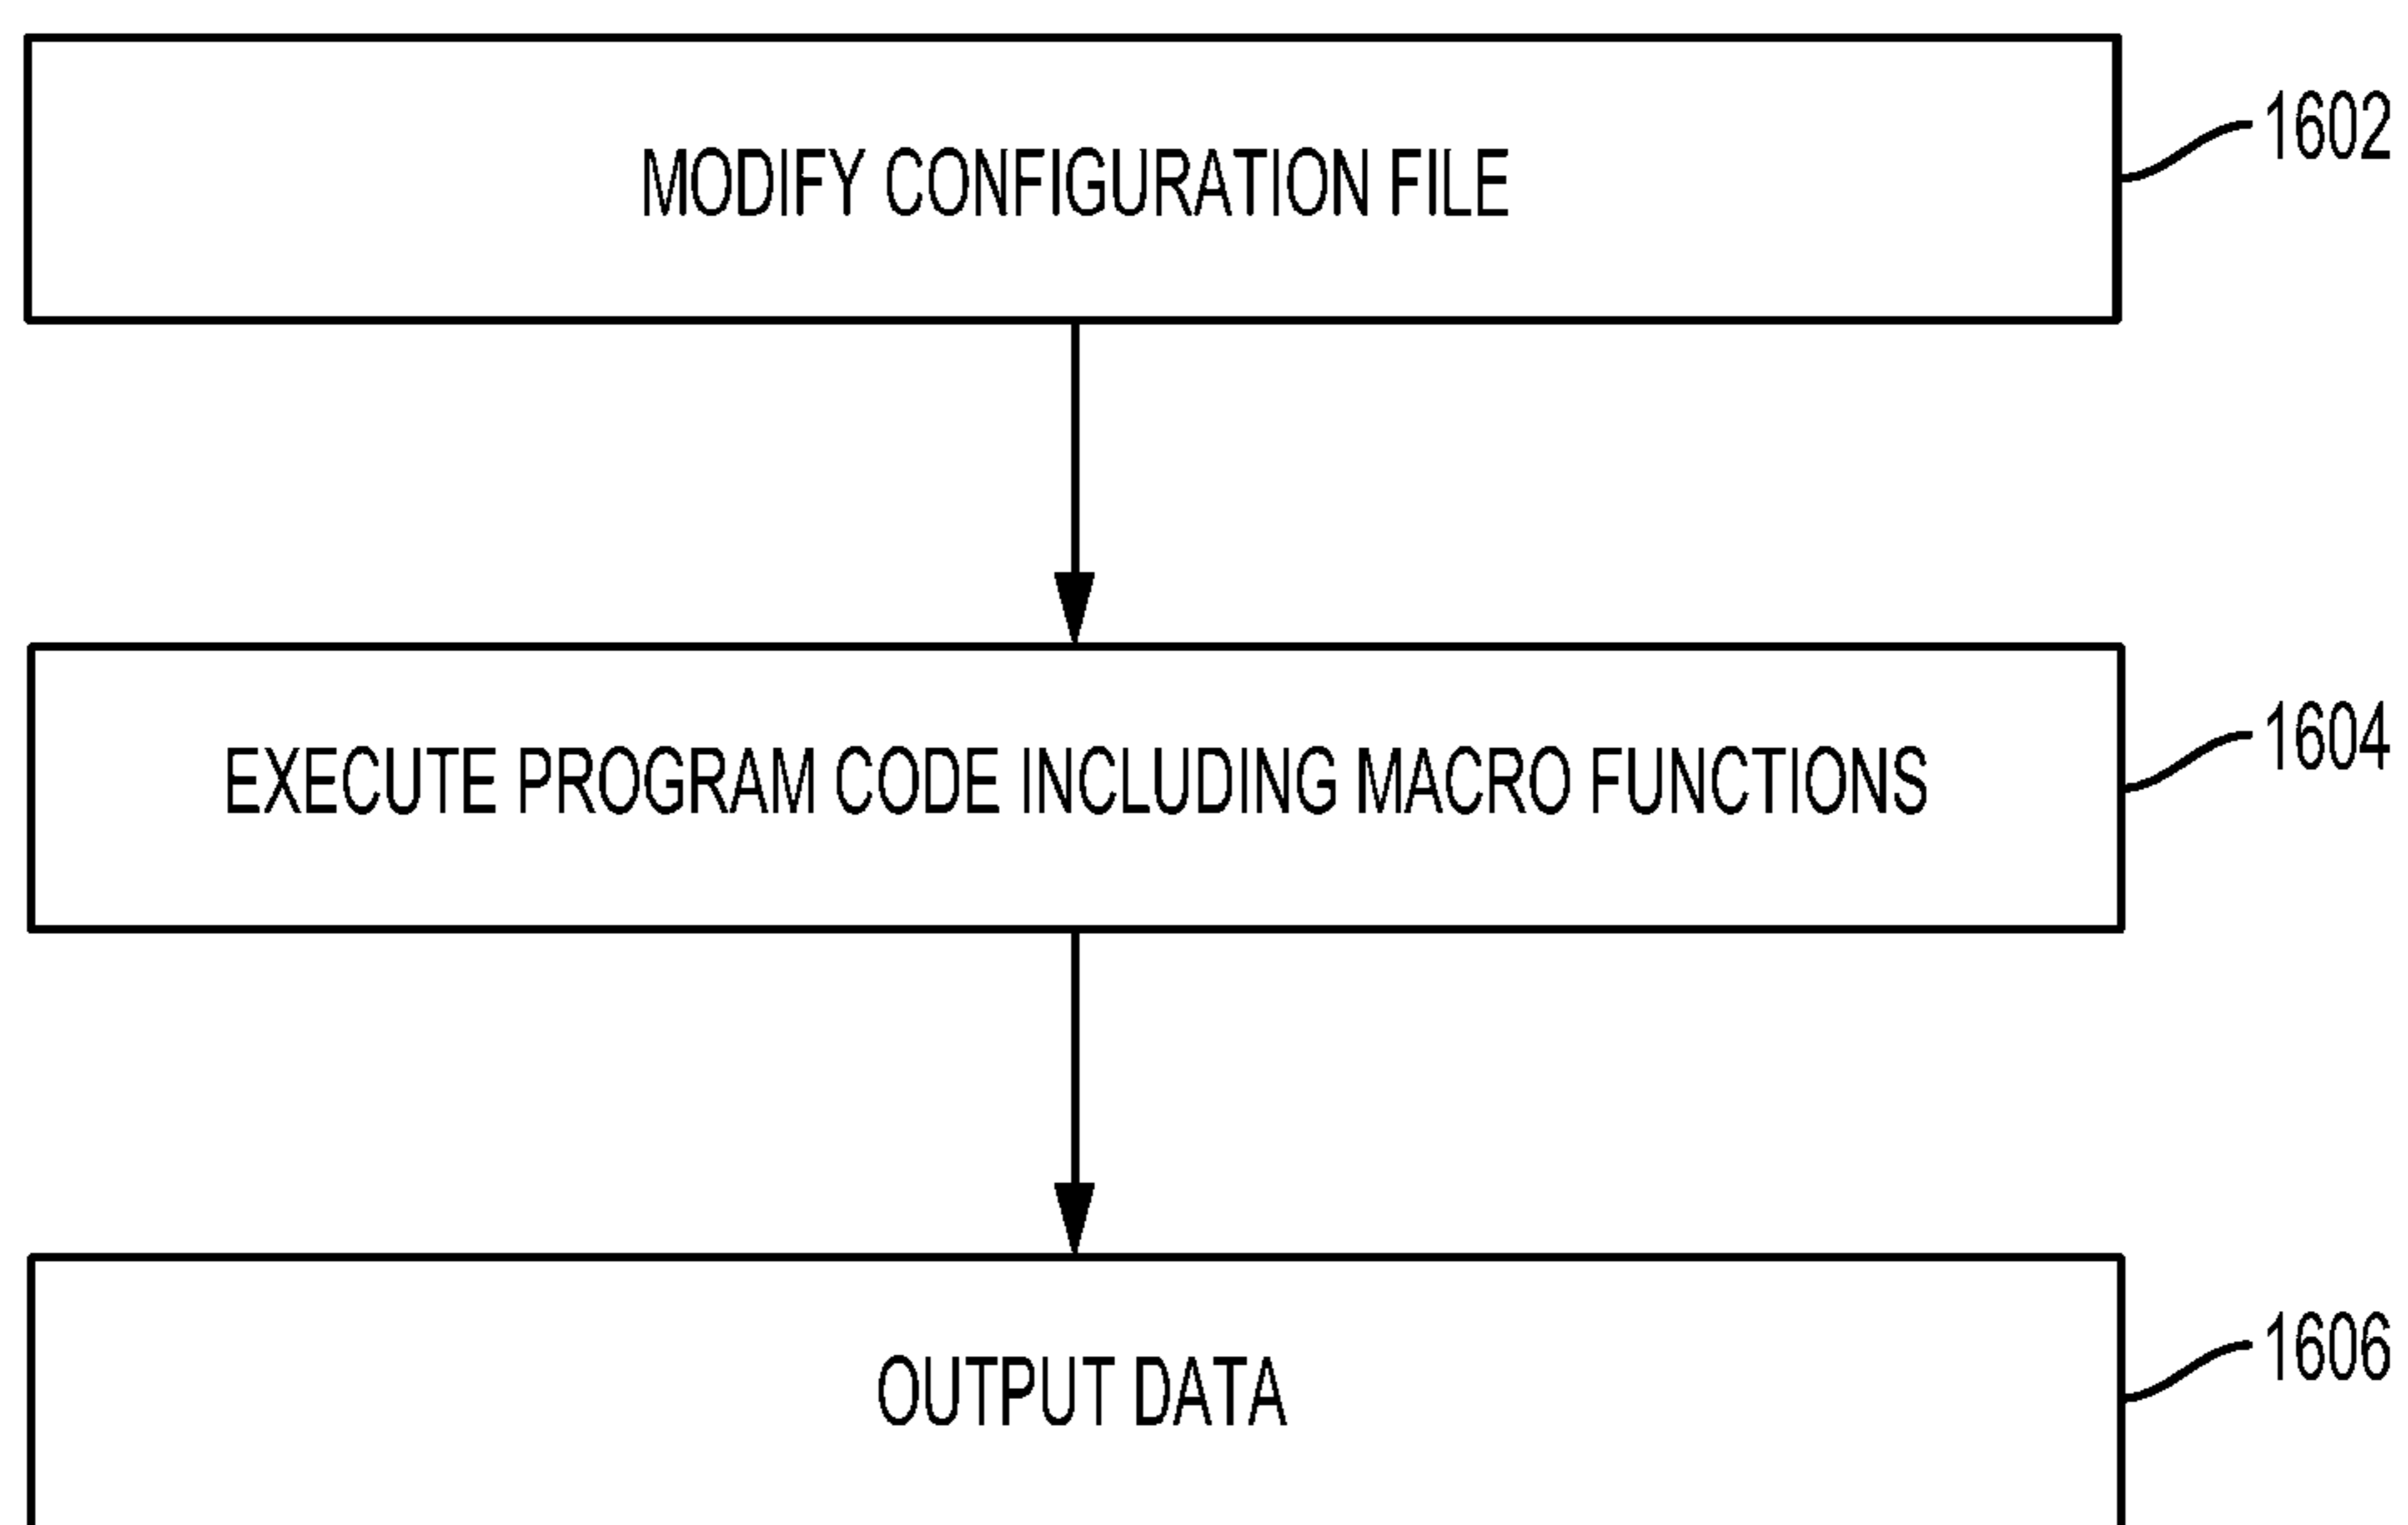 MODIFY CONFIGURATION FILE
1602
EXECUTE PROGRAM CODE INCLUDING MACRO FUNCTIONS
1604
OUTPUT DATA
1606